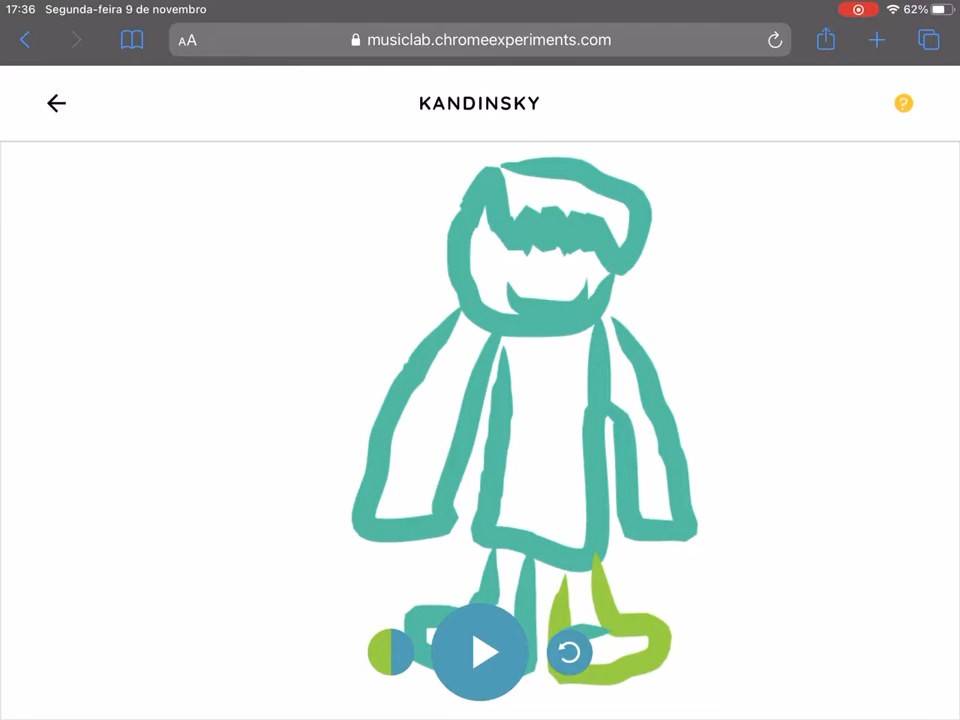 17:36 Segunda-feira 9 de novembro 62%
AA musiclab.chromeexperiments.com
KANDINSKY
?